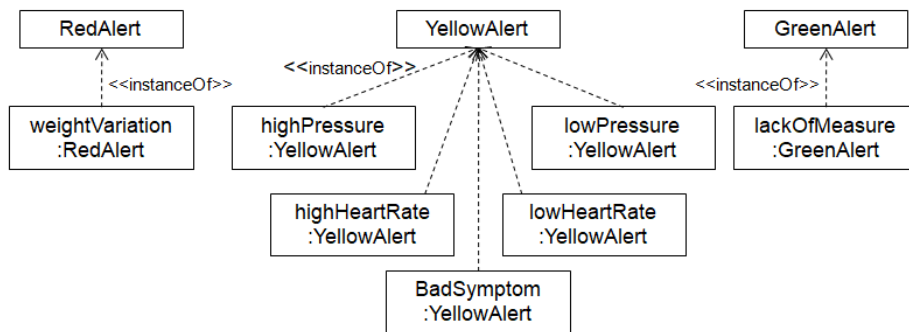 RedAlert
YellowAlert
GreenAlert
<<instanceOf>>
<<instanceOf>>
<<instanceOf>>
weightVariation
:RedAlert
highPressure
:YellowAlert
lowPressure
:YellowAlert
lackOfMeasure
:GreenAlert
highHeartRate
:YellowAlert
lowHeartRate
:YellowAlert
BadSymptom
:YellowAlert